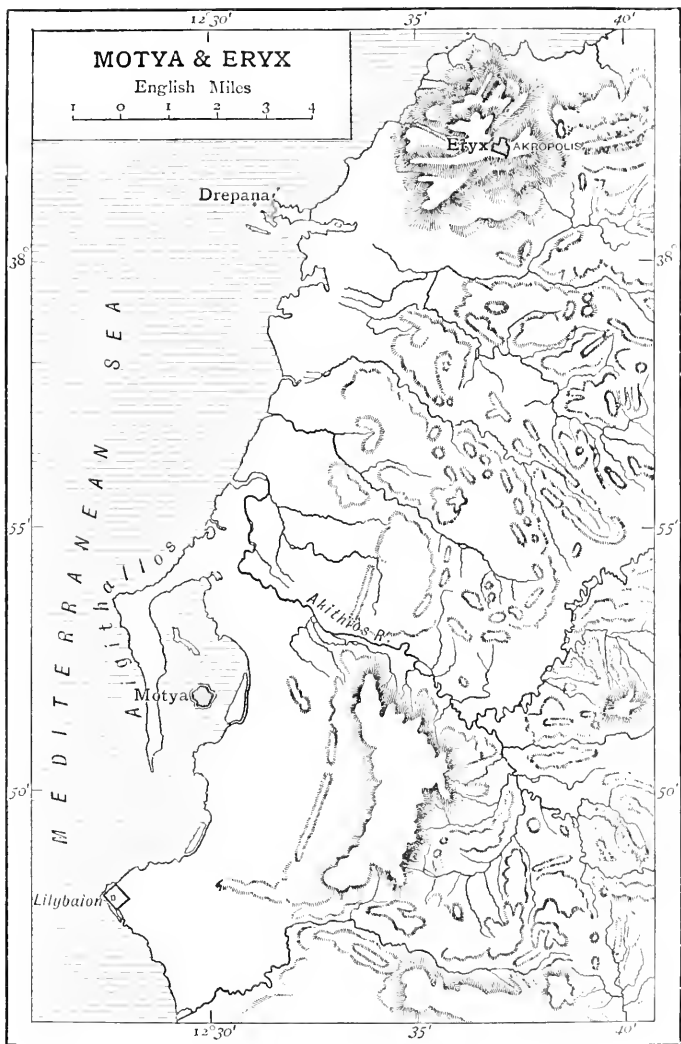 12°30' 35' 40'
MOTYA & ERYX
English Miles
1 0 1 2 3 4
Eryx AKROPOLIS
Drepana
38° 38°
MEDITERRANEAN SEA
55' 55'
Aigithallos
Akithios R.
Motya
50' 50'
Lilybaion
12°30' 35' 40'